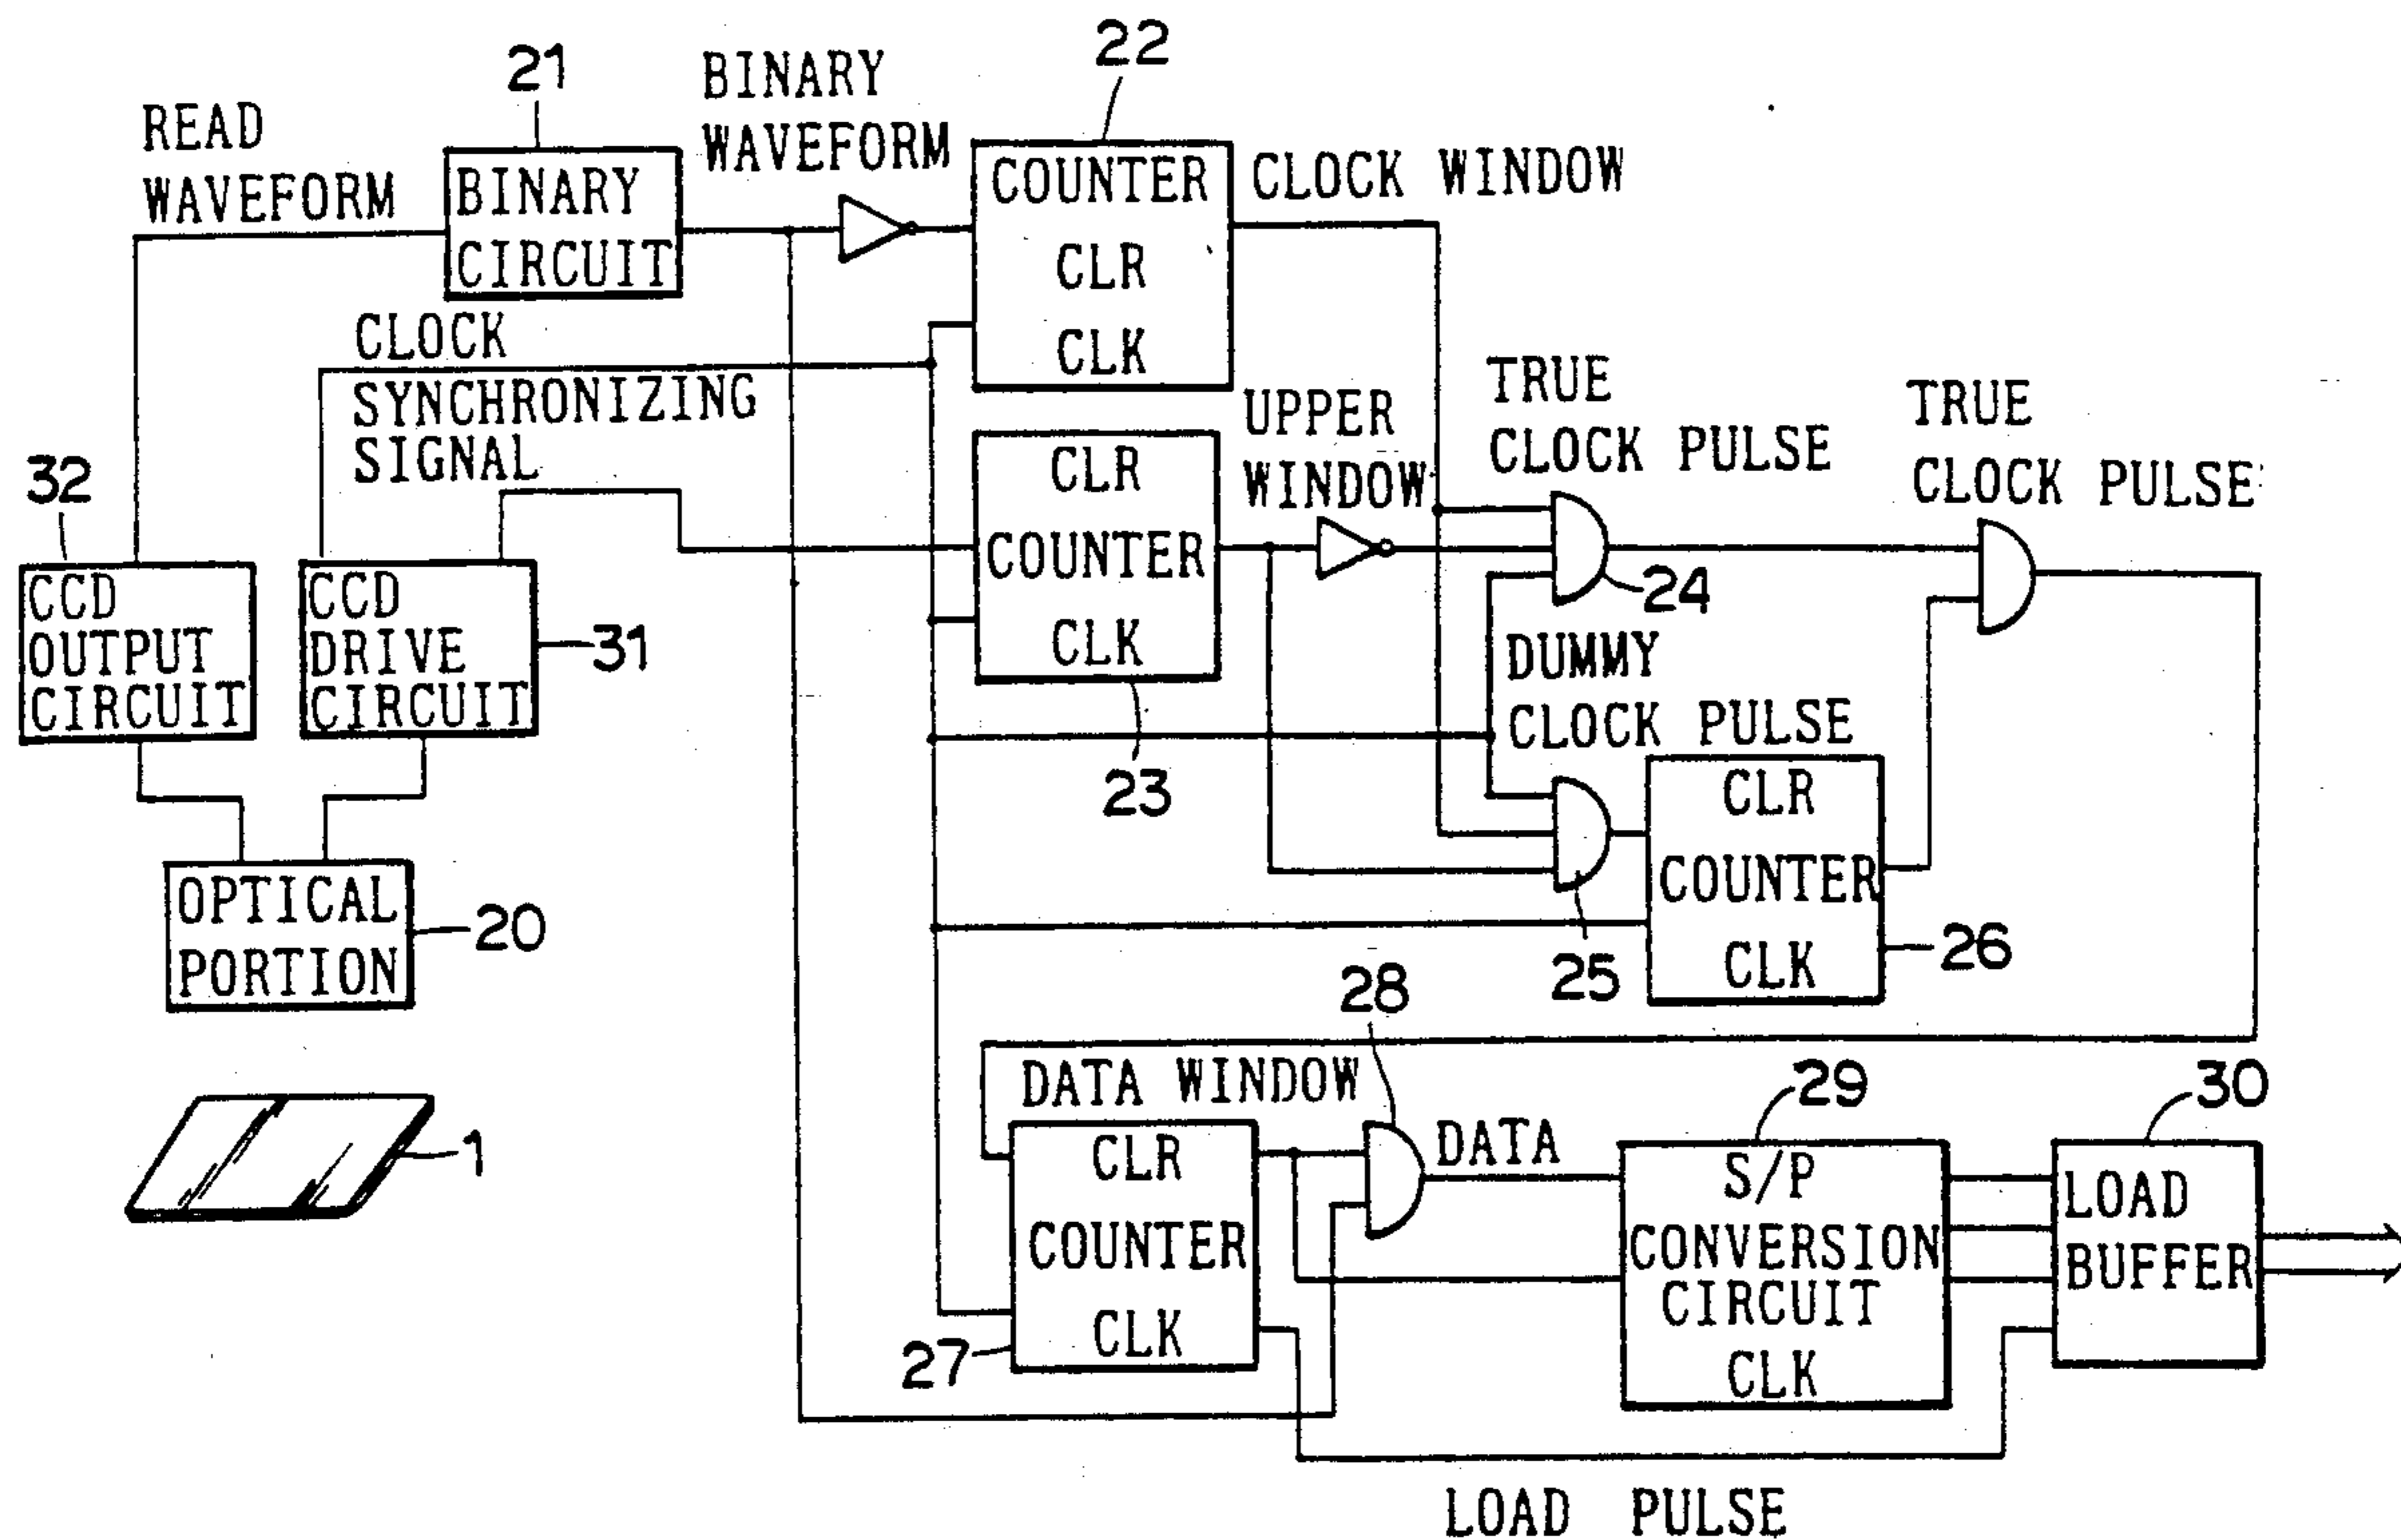 READ
WAVEFORM
21
BINARY
CIRCUIT
BINARY
WAVEFORM
22
COUNTER
CLR
CLK
CLOCK WINDOW
CLOCK
SYNCHRONIZING
SIGNAL
32
CCD
OUTPUT
CIRCUIT
CCD
DRIVE
CIRCUIT
31
OPTICAL
PORTION
20
1
CLR
COUNTER
CLK
23
UPPER
WINDOW
TRUE
CLOCK PULSE
24
TRUE
CLOCK PULSE
DUMMY
CLOCK PULSE
25
CLR
COUNTER
CLK
26
DATA WINDOW
28
CLR
COUNTER
CLK
27
DATA
29
S/P
CONVERSION
CIRCUIT
CLK
30
LOAD
BUFFER
LOAD PULSE